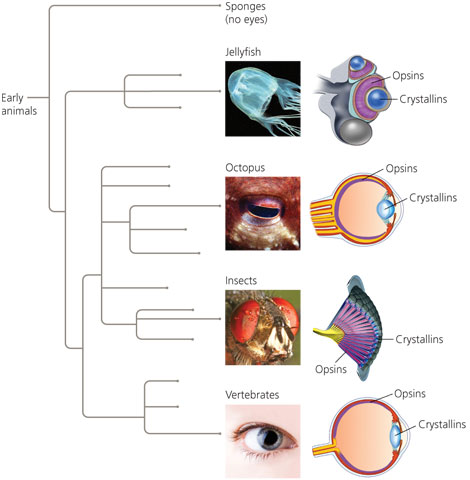 Sponges
(no eyes)
Jellyfish
Opsins
Crystallins
Early
animals
Octopus
Opsins
Crystallins
Insects
Crystallins
Opsins
Vertebrates
Opsins
Crystallins